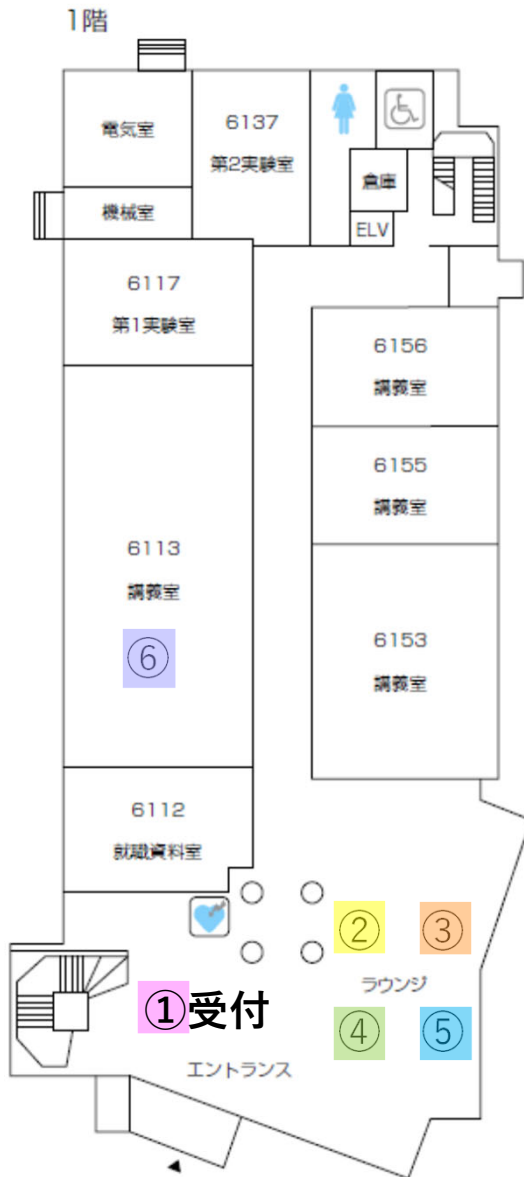 1階
電気室
6137
第2実験室
倉庫
機械室
ELV
6117
第1実験室
6156
講義室
6155
講義室
6113
講義室
⑥
6153
講義室
6112
就職資料室
② ③
ラウンジ
①受付
④ ⑤
エントランス